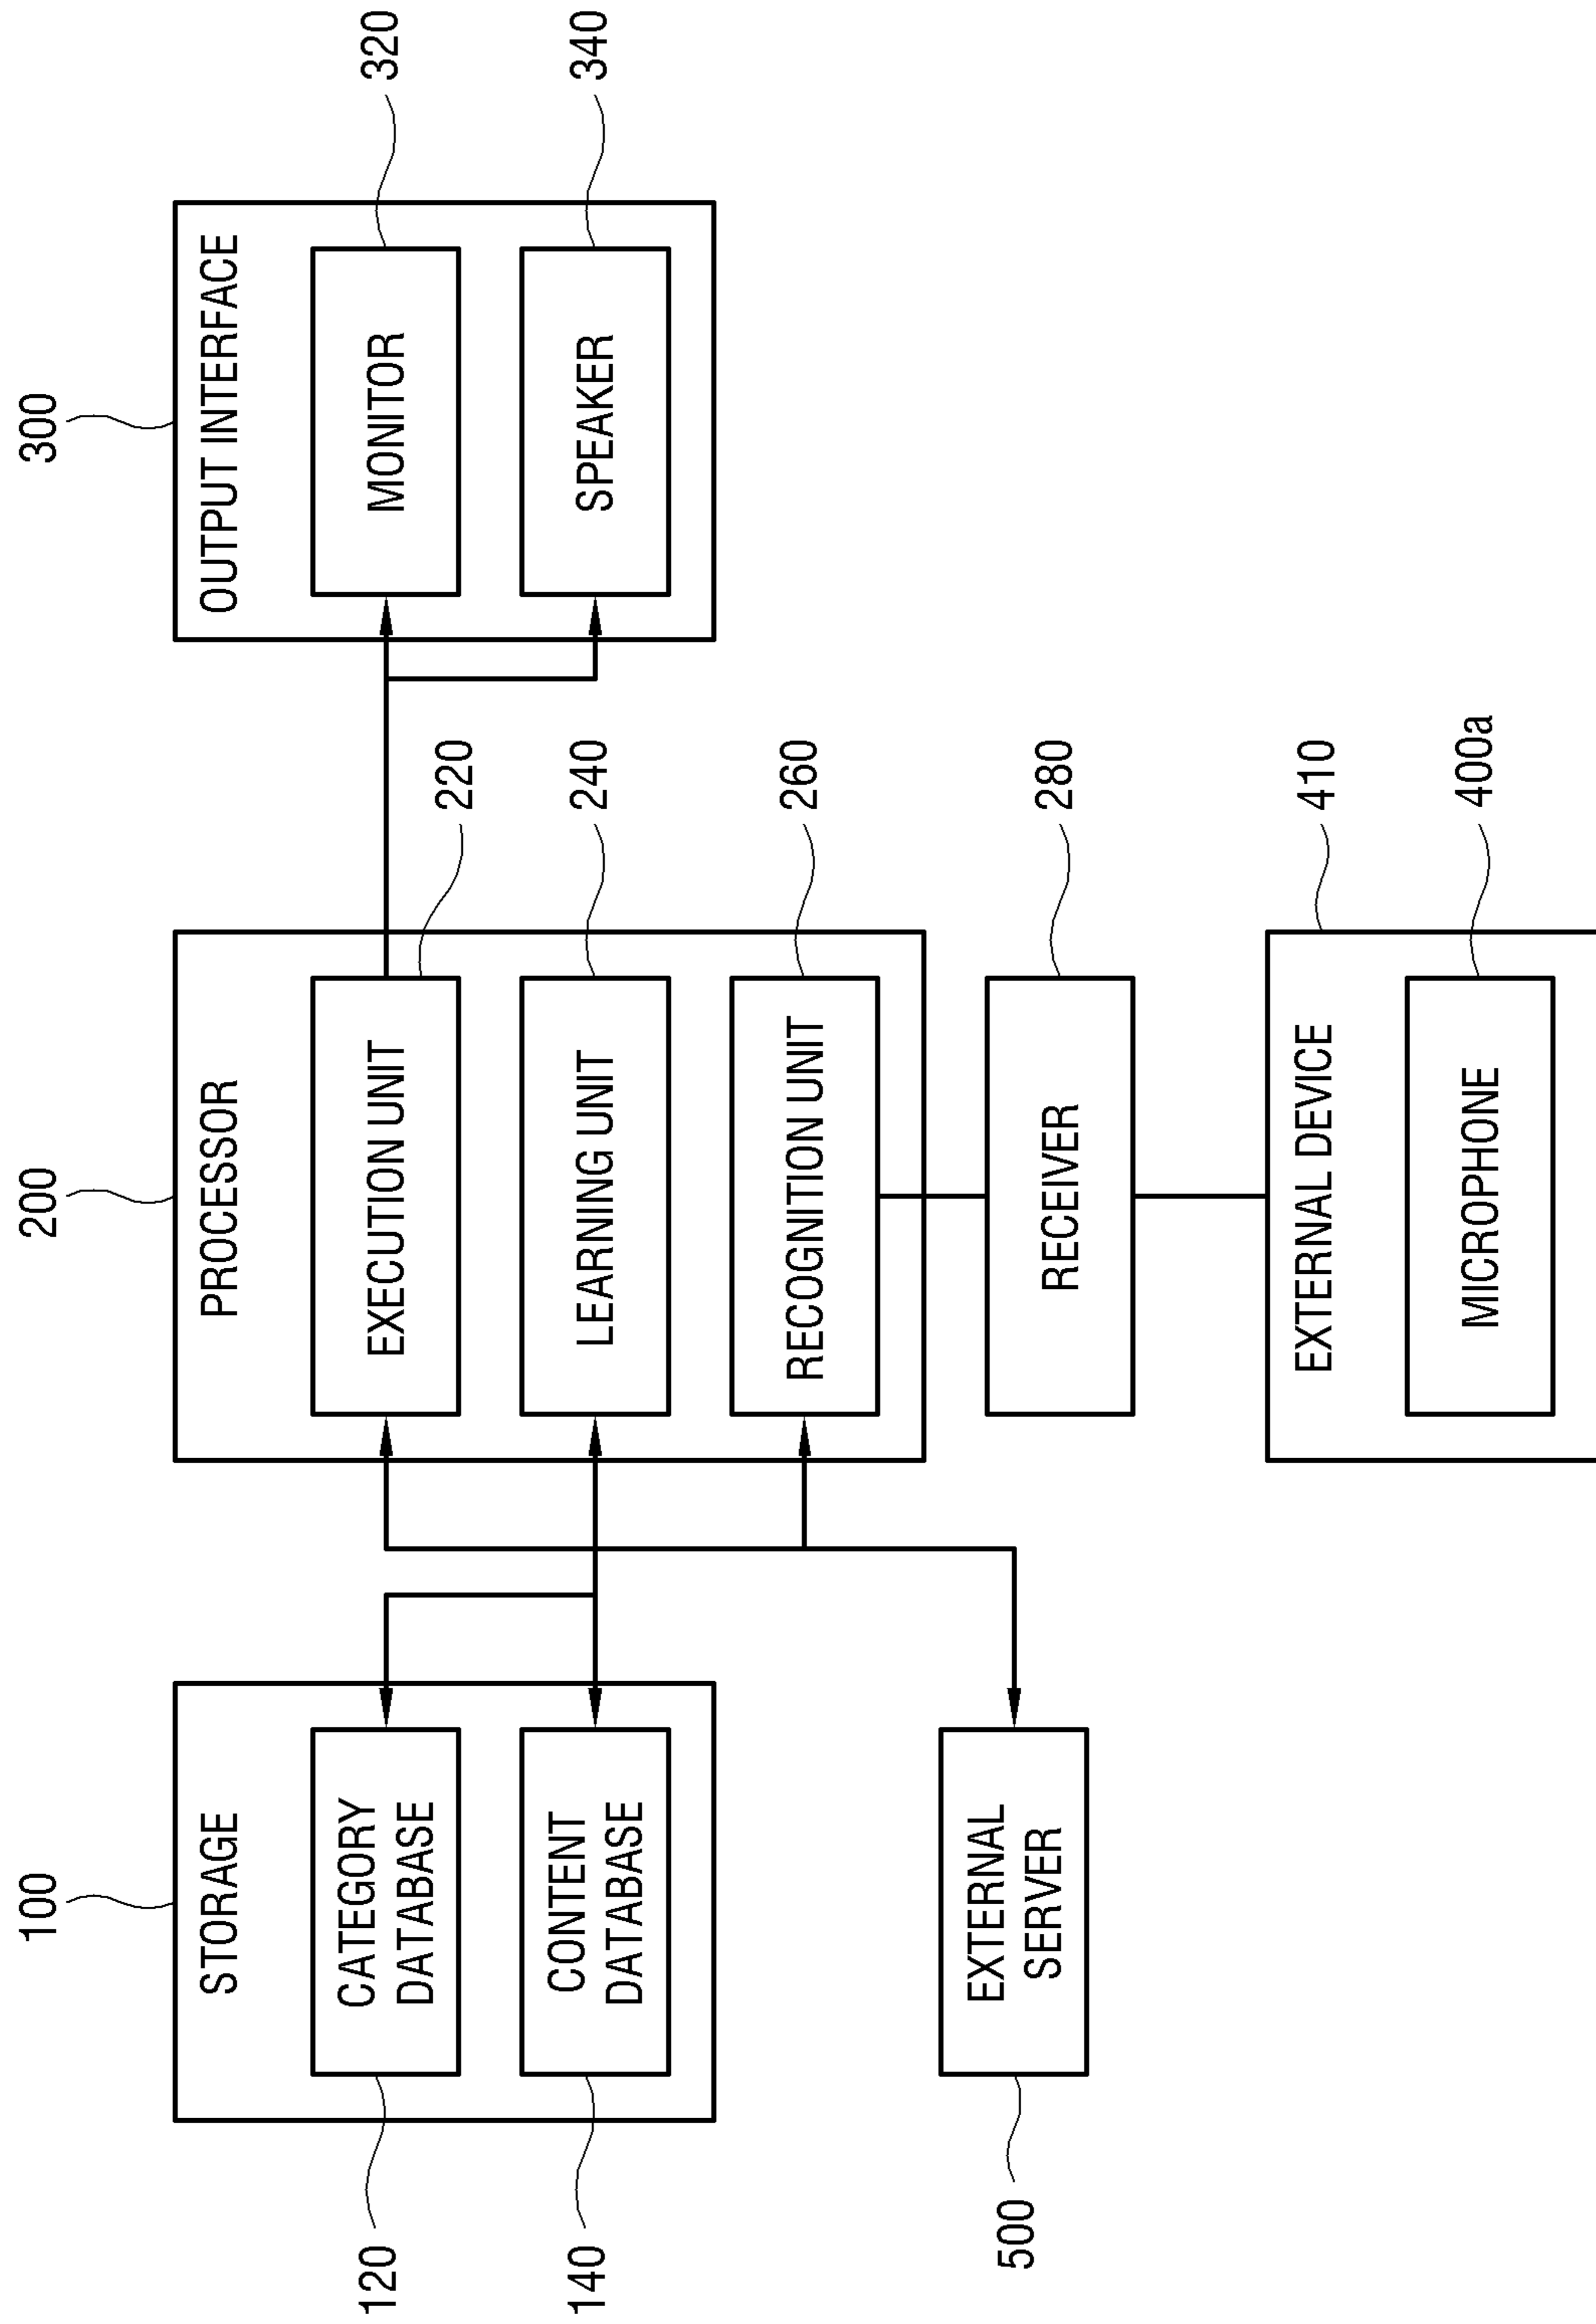 100
STORAGE
120
CATEGORY
DATABASE
140
CONTENT
DATABASE
500
EXTERNAL
SERVER
200
PROCESSOR
EXECUTION UNIT
220
LEARNING UNIT
240
RECOGNITION UNIT
260
RECEIVER
280
EXTERNAL DEVICE
410
MICROPHONE
400a
300
OUTPUT INTERFACE
MONITOR
320
SPEAKER
340